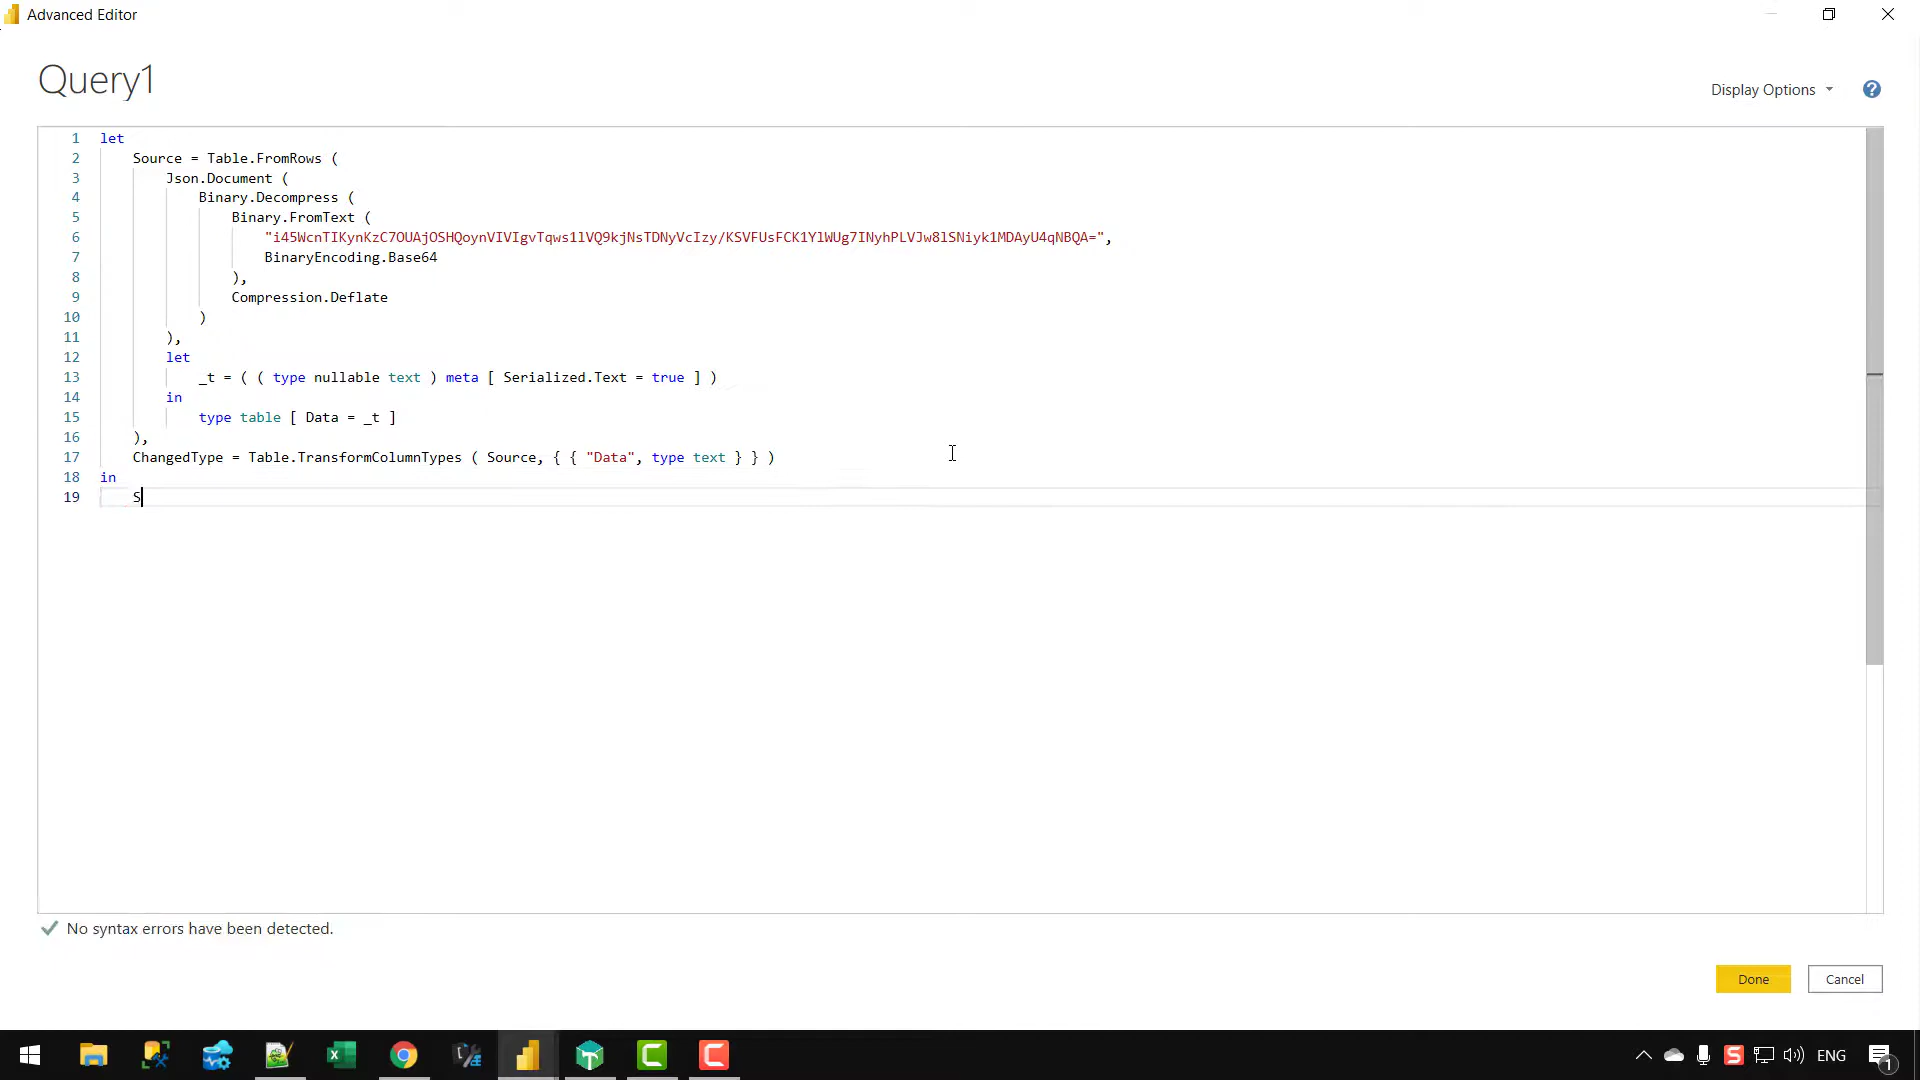 Advanced Editor
Query1
Display Options
?
1 let
2 Source = Table.FromRows (
3 Json.Document (
4 Binary.Decompress (
5 Binary.FromText (
6 "i45WcnTIKynKzC7OUAjOSHQoynVIVIgvTqws1lVQ9kjNsTDNyVcIzy/KSVFUsFCK1YlWUg7INyhPLVJw8lSNiyk1MDAyU4qNBQA=",
7 BinaryEncoding.Base64
8 ),
9 Compression.Deflate
10 )
11 ),
12 let
13 _t = ( ( type nullable text ) meta [ Serialized.Text = true ] )
14 in
15 type table [ Data = _t ]
16 ),
17 ChangedType = Table.TransformColumnTypes ( Source, { { "Data", type text } } )
18 in
19 S
No syntax errors have been detected.
Done Cancel
ENG
1